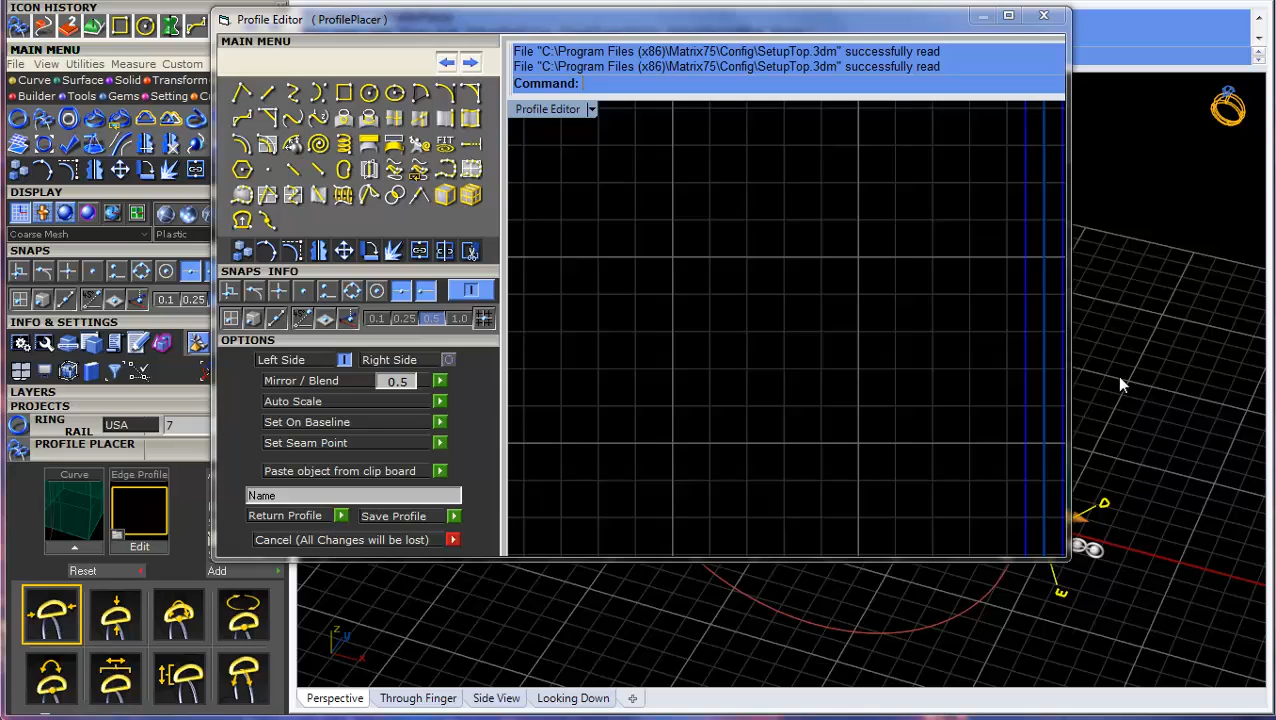 ICON HISTORY
MAIN MENU
File View Utilities Measure Custom
Curve Surface Solid Transform
Builder Tools Gems Setting C
DISPLAY
Coarse Mesh Plastic
SNAPS
0.1 0.25
INFO & SETTINGS
LAYERS
PROJECTS
RING RAIL USA 7
PROFILE PLACER
Curve Edge Profile
Edit
Reset Add
Profile Editor ( ProfilePlacer )
MAIN MENU
FIT
SNAPS INFO
0.1 0.25 0.5 1.0
OPTIONS
Left Side Right Side
Mirror / Blend 0.5
Auto Scale
Set On Baseline
Set Seam Point
Paste object from clip board
Name
Return Profile Save Profile
Cancel (All Changes will be lost)
File "C:\Program Files (x86)\Matrix75\Config\SetupTop.3dm" successfully read
File "C:\Program Files (x86)\Matrix75\Config\SetupTop.3dm" successfully read
Command:
Profile Editor
D
E
z
y
x
Perspective Through Finger Side View Looking Down